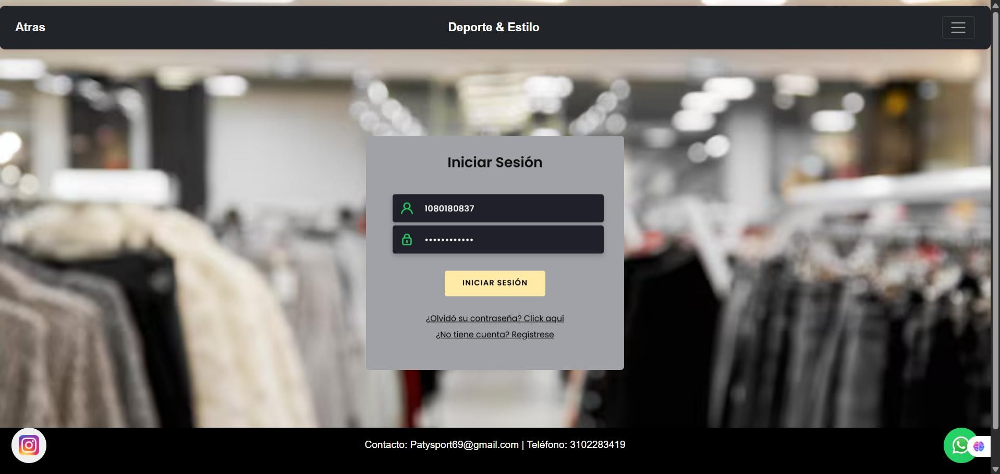 Atras
Deporte & Estilo
Iniciar Sesión
1080180837
••••••••••••
INICIAR SESIÓN
¿Olvidó su contraseña? Click aquí
¿No tiene cuenta? Regístrese
Contacto: Patysport69@gmail.com | Teléfono: 3102283419